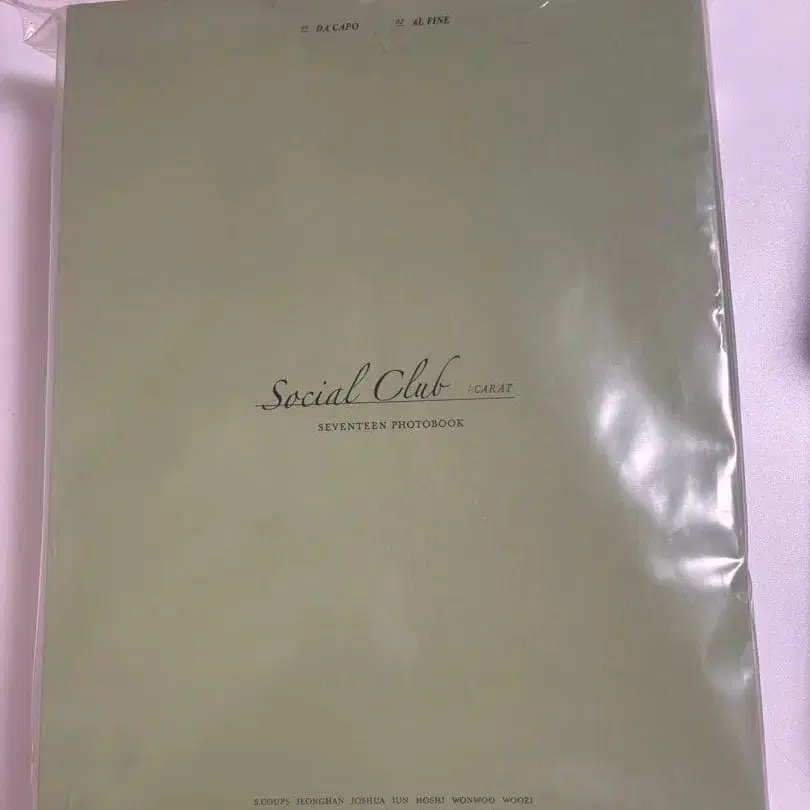 01 DA CAPO 02 AL FINE
Social Club :CARAT
SEVENTEEN PHOTOBOOK
S.COUPS JEONGHAN JOSHUA JUN HOSHI WONWOO WOOZI